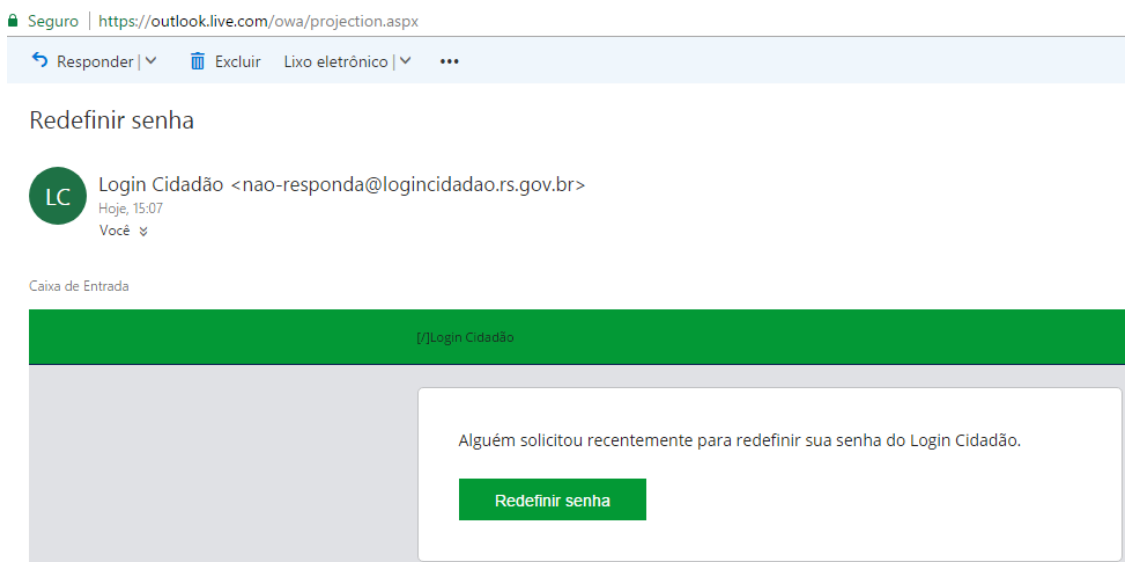 Seguro | https://outlook.live.com/owa/projection.aspx
Responder | Excluir Lixo eletrônico | •••
Redefinir senha
LC
Login Cidadão <nao-responda@logincidadao.rs.gov.br>
Hoje, 15:07
Você
Caixa de Entrada
[/]Login Cidadão
Alguém solicitou recentemente para redefinir sua senha do Login Cidadão.
Redefinir senha